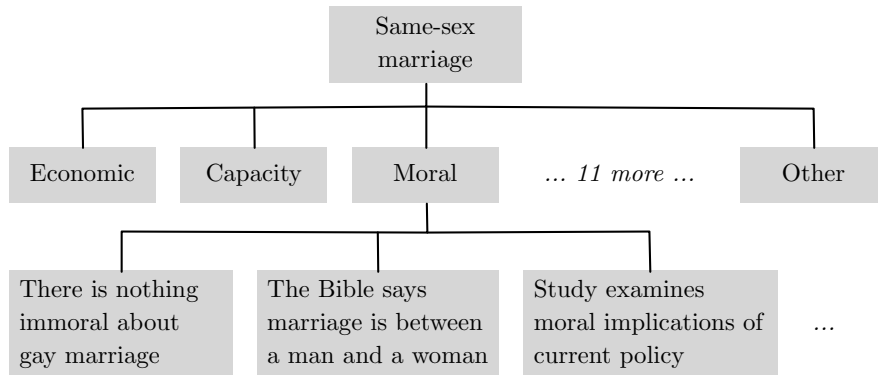 Same-sex
marriage
Economic
Capacity
Moral
... 11 more ...
Other
There is nothing
immoral about
gay marriage
The Bible says
marriage is between
a man and a woman
Study examines
moral implications of
current policy
...